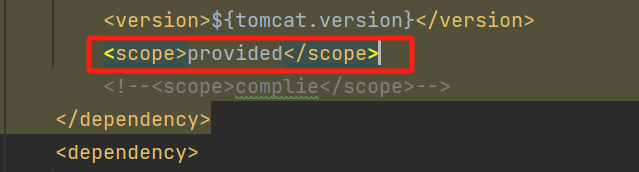 <version>${tomcat.version}</version>
<scope>provided</scope>
<!--<scope>complie</scope>-->
</dependency>
<dependency>